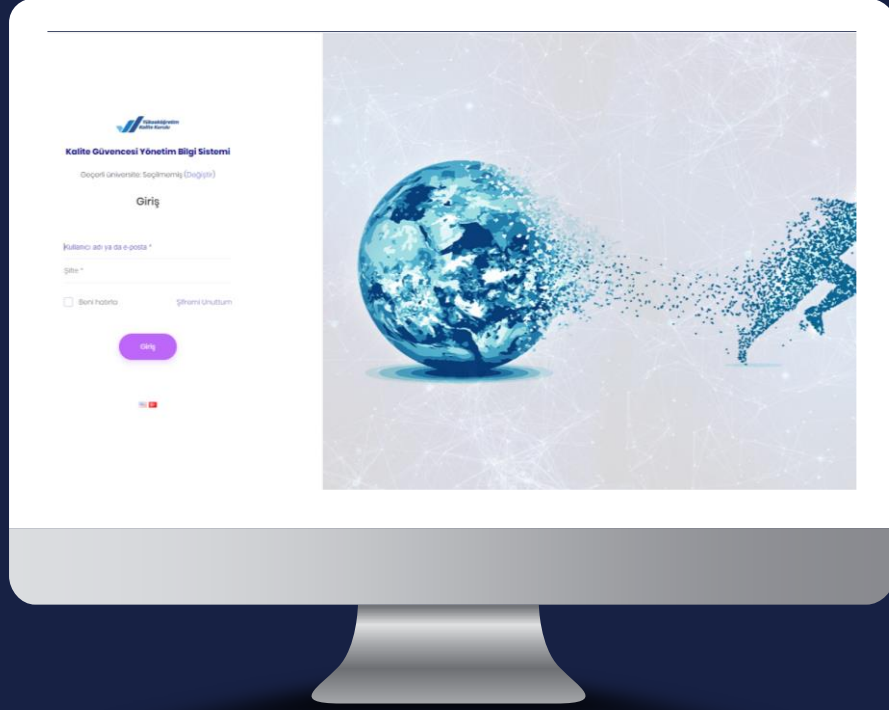 Yükseköğretim
Kalite Kurulu
Kalite Güvencesi Yönetim Bilgi Sistemi
Geçerli üniversite: Seçilmemiş (Değiştir)
Giriş
Kullanıcı adı ya da e-posta *
Şifre *
Beni hatırla
Şifremi Unuttum
Giriş